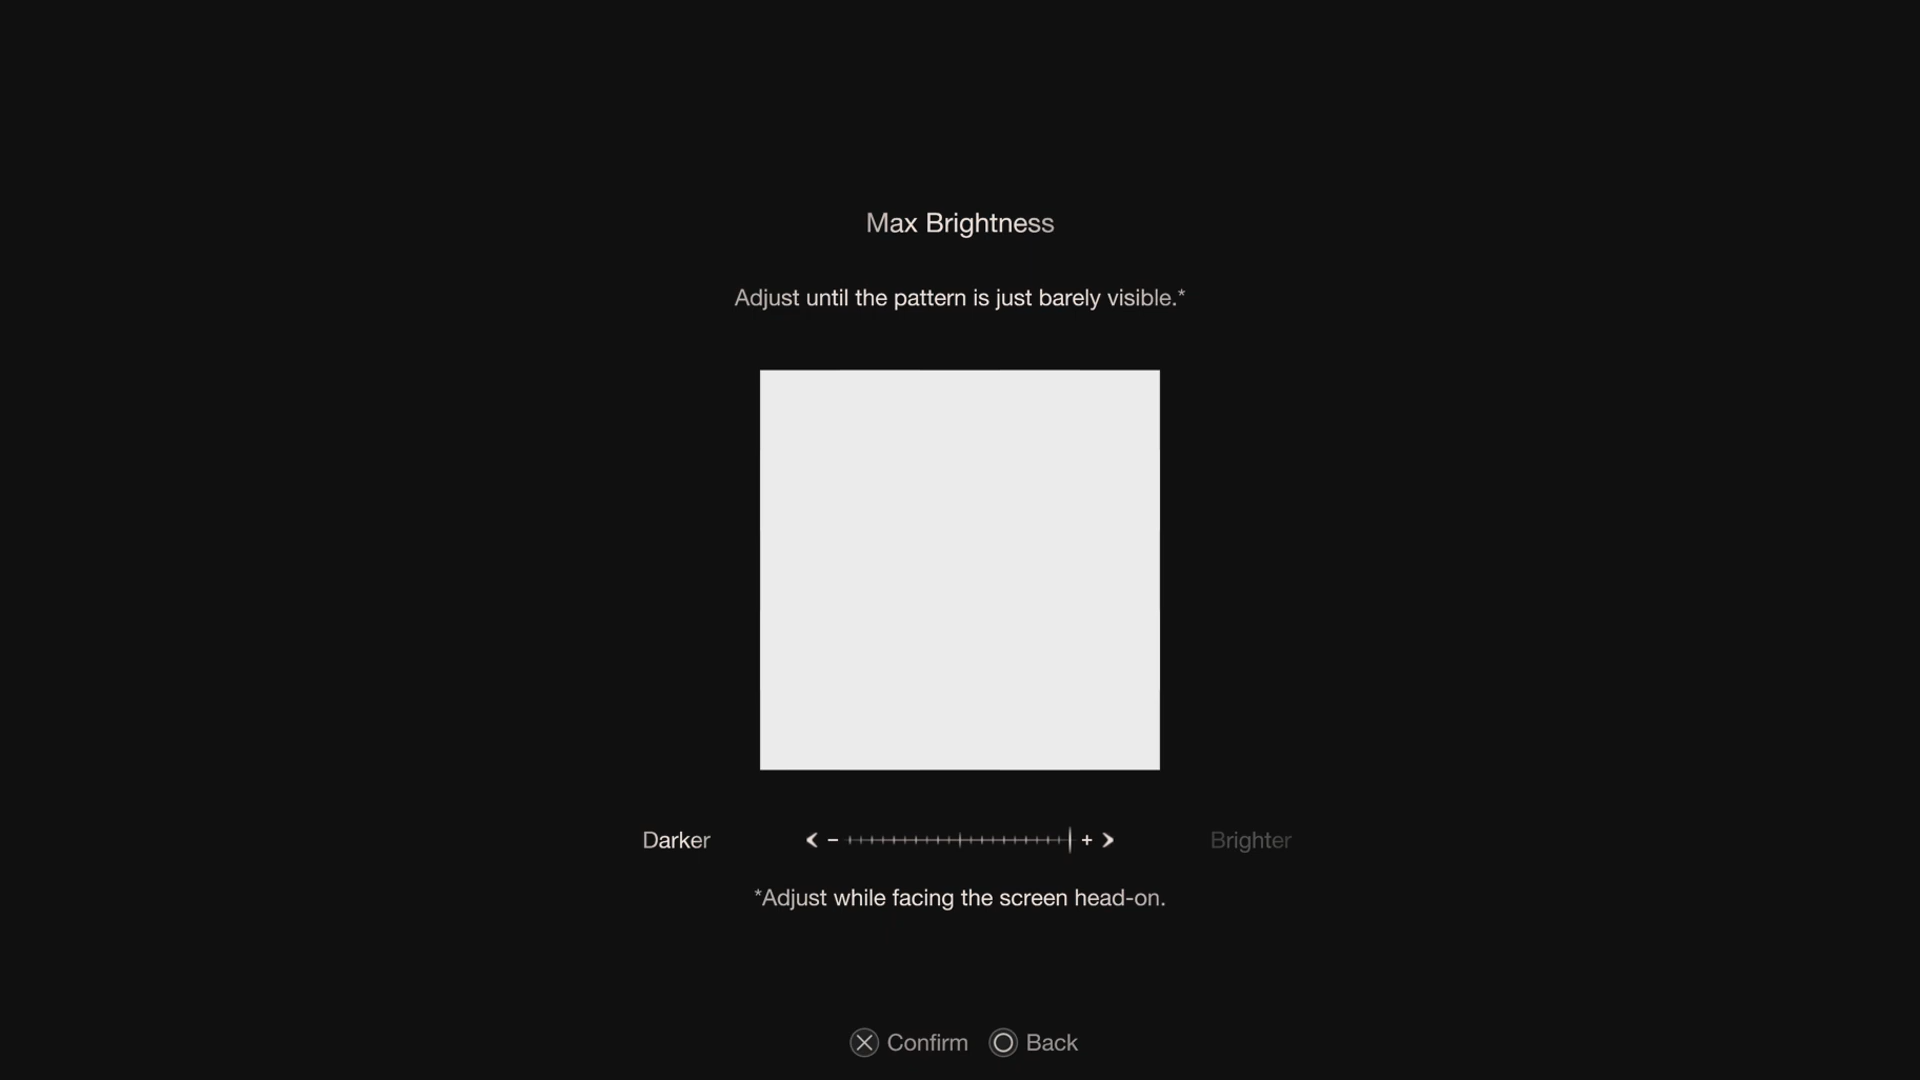 Max Brightness
Adjust until the pattern is just barely visible.*
Darker - + Brighter
*Adjust while facing the screen head-on.
Confirm Back